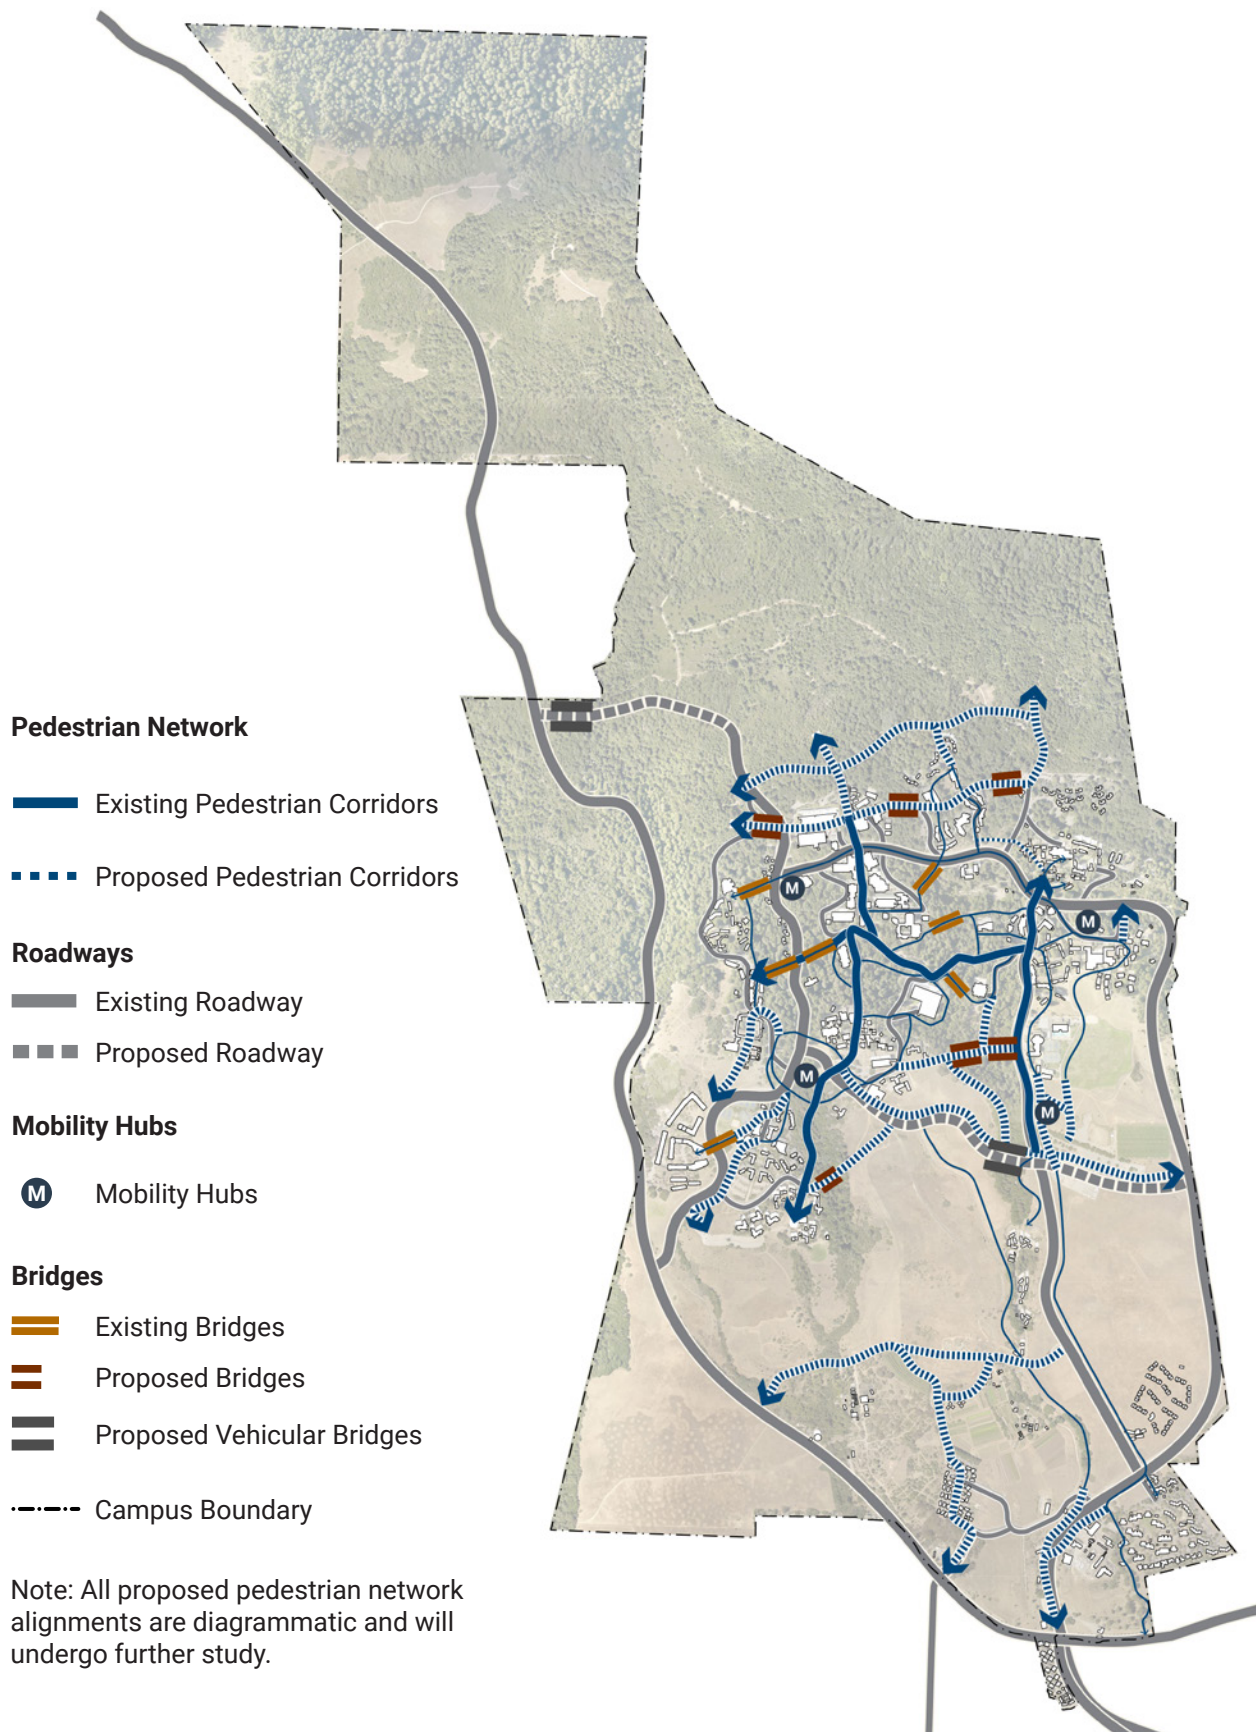 Pedestrian Network
Existing Pedestrian Corridors
Proposed Pedestrian Corridors
Roadways
Existing Roadway
Proposed Roadway
Mobility Hubs
M Mobility Hubs
Bridges
Existing Bridges
Proposed Bridges
Proposed Vehicular Bridges
Campus Boundary
Note: All proposed pedestrian network
alignments are diagrammatic and will
undergo further study.
M
M
M
M